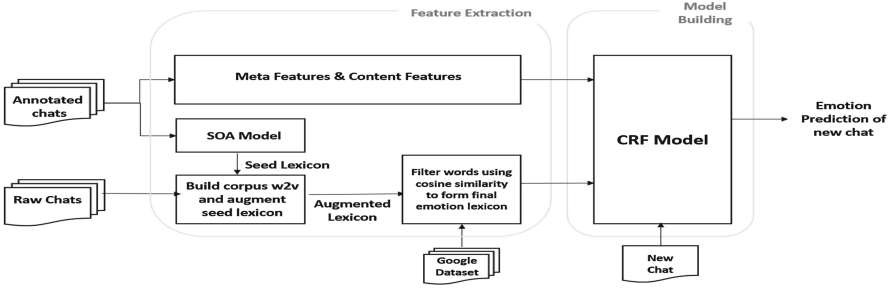 Feature Extraction
Model
Building
Meta Features & Content Features
Annotated
chats
SOA Model
CRF Model
Emotion
Prediction of
new chat
Seed Lexicon
Raw Chats
Build corpus w2v
and augment
seed lexicon
Augmented
Lexicon
Filter words using
cosine similarity
to form final
emotion lexicon
Google
Dataset
New
Chat